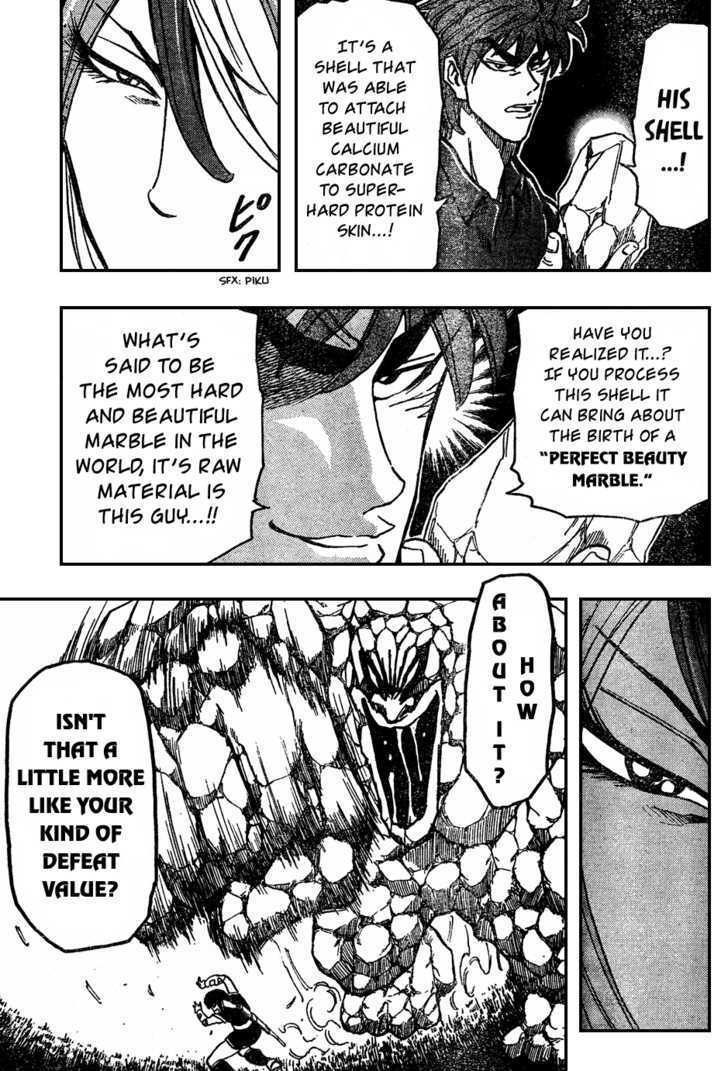 HIS
SHELL
...!
IT'S A
SHELL THAT
WAS ABLE
TO ATTACH
BEAUTIFUL
CALCIUM
CARBONATE
TO SUPER-
HARD PROTEIN
SKIN...!
ピク
SFX: PIKU
HAVE YOU
REALIZED IT...?
IF YOU PROCESS
THIS SHELL IT
CAN BRING ABOUT
THE BIRTH OF A
"PERFECT BEAUTY
MARBLE."
WHAT'S
SAID TO BE
THE MOST HARD
AND BEAUTIFUL
MARBLE IN THE
WORLD, IT'S RAW
MATERIAL IS
THIS GUY...!!
HOW
ABOUT IT?
ISN'T
THAT A
LITTLE MORE
LIKE YOUR
KIND OF
DEFEAT
VALUE?